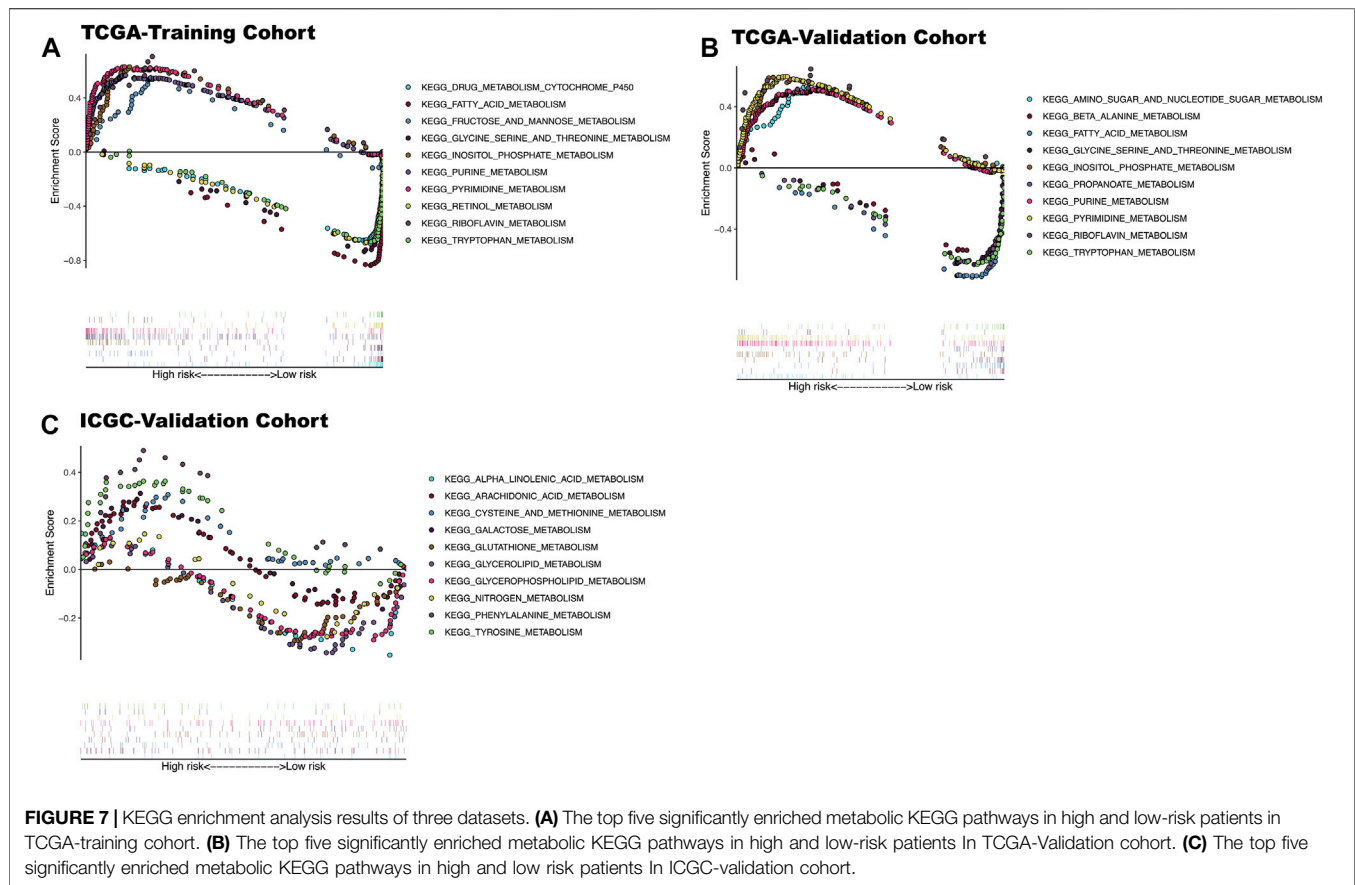 A TCGA-Training Cohort
Enrichment Score
0.4
0.0
−0.4
−0.8
KEGG_DRUG_METABOLISM_CYTOCHROME_P450
KEGG_FATTY_ACID_METABOLISM
KEGG_FRUCTOSE_AND_MANNOSE_METABOLISM
KEGG_GLYCINE_SERINE_AND_THREONINE_METABOLISM
KEGG_INOSITOL_PHOSPHATE_METABOLISM
KEGG_PURINE_METABOLISM
KEGG_PYRIMIDINE_METABOLISM
KEGG_RETINOL_METABOLISM
KEGG_RIBOFLAVIN_METABOLISM
KEGG_TRYPTOPHAN_METABOLISM
High risk<----------->Low risk
B TCGA-Validation Cohort
Enrichment Score
0.4
0.0
−0.4
KEGG_AMINO_SUGAR_AND_NUCLEOTIDE_SUGAR_METABOLISM
KEGG_BETA_ALANINE_METABOLISM
KEGG_FATTY_ACID_METABOLISM
KEGG_GLYCINE_SERINE_AND_THREONINE_METABOLISM
KEGG_INOSITOL_PHOSPHATE_METABOLISM
KEGG_PROPANOATE_METABOLISM
KEGG_PURINE_METABOLISM
KEGG_PYRIMIDINE_METABOLISM
KEGG_RIBOFLAVIN_METABOLISM
KEGG_TRYPTOPHAN_METABOLISM
High risk<----------->Low risk
C ICGC-Validation Cohort
Enrichment Score
0.4
0.2
0.0
−0.2
KEGG_ALPHA_LINOLENIC_ACID_METABOLISM
KEGG_ARACHIDONIC_ACID_METABOLISM
KEGG_CYSTEINE_AND_METHIONINE_METABOLISM
KEGG_GALACTOSE_METABOLISM
KEGG_GLUTATHIONE_METABOLISM
KEGG_GLYCEROLIPID_METABOLISM
KEGG_GLYCEROPHOSPHOLIPID_METABOLISM
KEGG_NITROGEN_METABOLISM
KEGG_PHENYLALANINE_METABOLISM
KEGG_TYROSINE_METABOLISM
High risk<----------->Low risk
FIGURE 7 | KEGG enrichment analysis results of three datasets. (A) The top five significantly enriched metabolic KEGG pathways in high and low-risk patients in
TCGA-training cohort. (B) The top five significantly enriched metabolic KEGG pathways in high and low-risk patients In TCGA-Validation cohort. (C) The top five
significantly enriched metabolic KEGG pathways in high and low risk patients In ICGC-validation cohort.